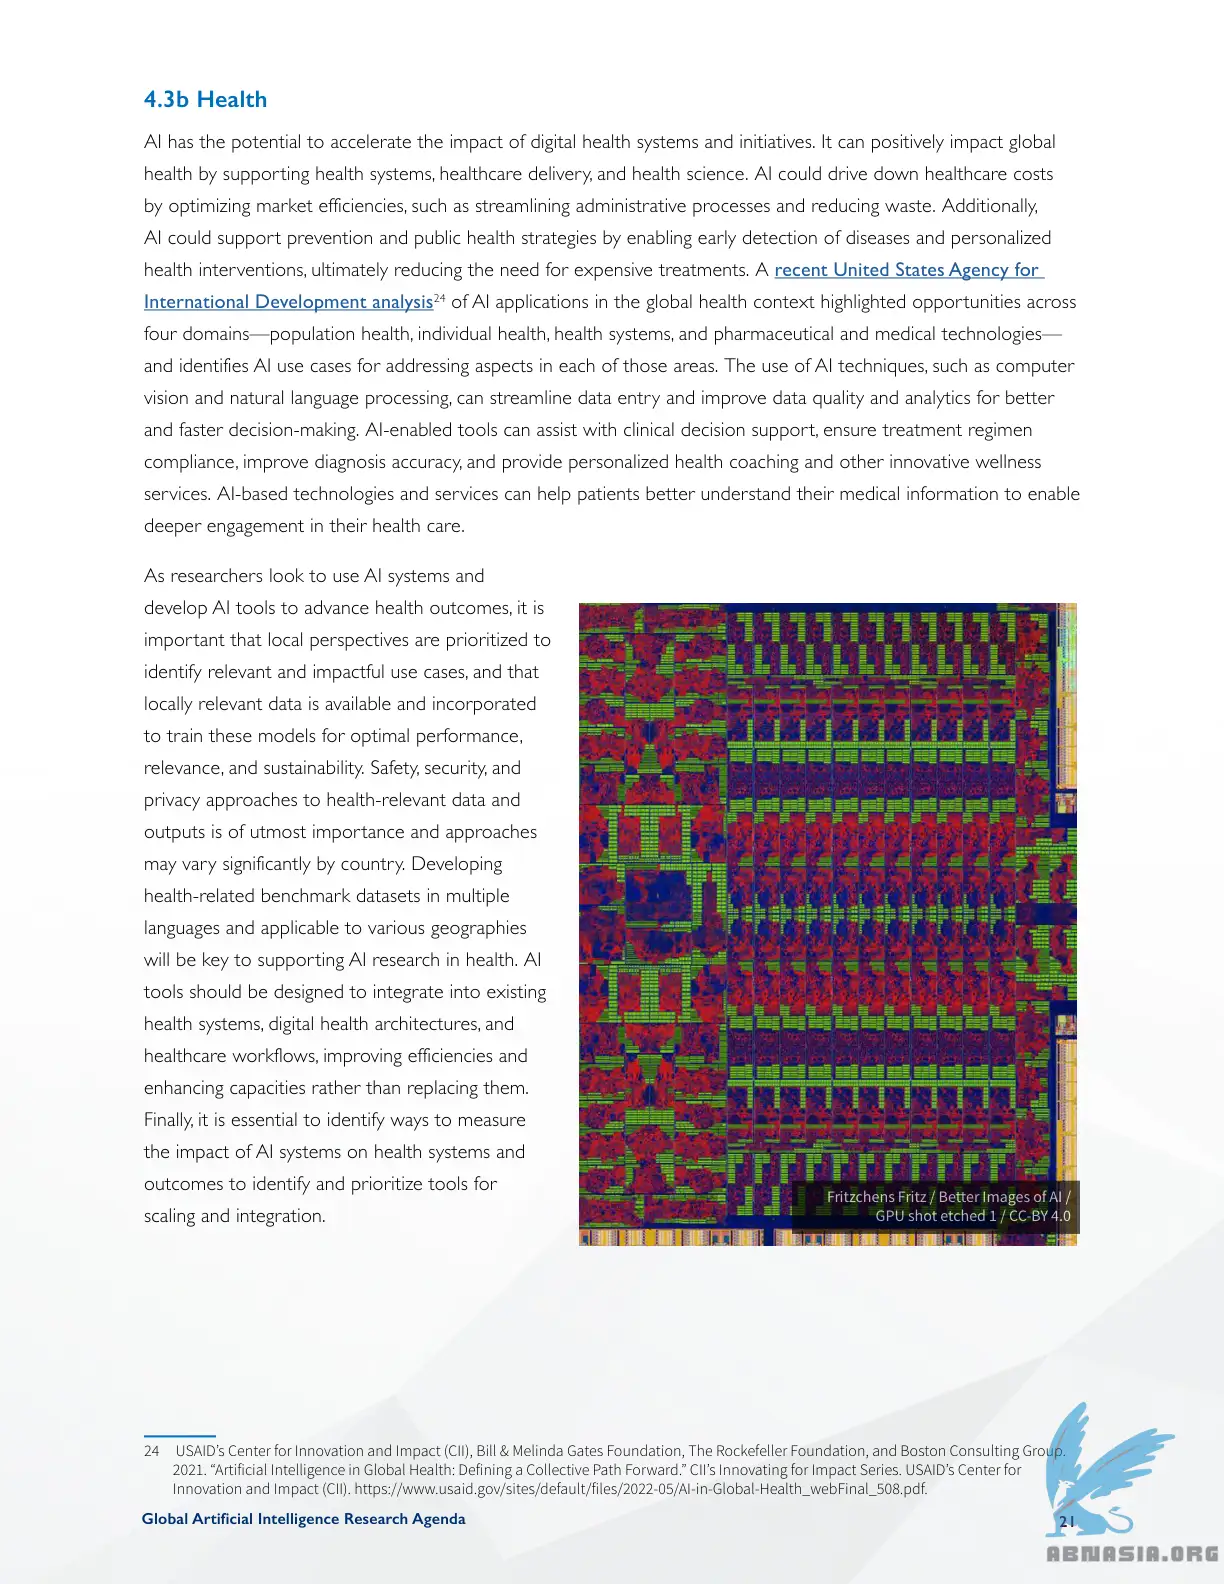 4.3b Health
AI has the potential to accelerate the impact of digital health systems and initiatives. It can positively impact global
health by supporting health systems, healthcare delivery, and health science. AI could drive down healthcare costs
by optimizing market efficiencies, such as streamlining administrative processes and reducing waste. Additionally,
AI could support prevention and public health strategies by enabling early detection of diseases and personalized
health interventions, ultimately reducing the need for expensive treatments. A recent United States Agency for
International Development analysis24 of AI applications in the global health context highlighted opportunities across
four domains—population health, individual health, health systems, and pharmaceutical and medical technologies—
and identifies AI use cases for addressing aspects in each of those areas. The use of AI techniques, such as computer
vision and natural language processing, can streamline data entry and improve data quality and analytics for better
and faster decision-making. AI-enabled tools can assist with clinical decision support, ensure treatment regimen
compliance, improve diagnosis accuracy, and provide personalized health coaching and other innovative wellness
services. AI-based technologies and services can help patients better understand their medical information to enable
deeper engagement in their health care.
As researchers look to use AI systems and
develop AI tools to advance health outcomes, it is
important that local perspectives are prioritized to
identify relevant and impactful use cases, and that
locally relevant data is available and incorporated
to train these models for optimal performance,
relevance, and sustainability. Safety, security, and
privacy approaches to health-relevant data and
outputs is of utmost importance and approaches
may vary significantly by country. Developing
health-related benchmark datasets in multiple
languages and applicable to various geographies
will be key to supporting AI research in health. AI
tools should be designed to integrate into existing
health systems, digital health architectures, and
healthcare workflows, improving efficiencies and
enhancing capacities rather than replacing them.
Finally, it is essential to identify ways to measure
the impact of AI systems on health systems and
outcomes to identify and prioritize tools for
scaling and integration.
Fritzchens Fritz / Better Images of AI /
GPU shot etched 1 / CC-BY 4.0
24 USAID's Center for Innovation and Impact (CII), Bill & Melinda Gates Foundation, The Rockefeller Foundation, and Boston Consulting Group.
2021. “Artificial Intelligence in Global Health: Defining a Collective Path Forward.” CII's Innovating for Impact Series. USAID's Center for
Innovation and Impact (CII). https://www.usaid.gov/sites/default/files/2022-05/AI-in-Global-Health_webFinal_508.pdf.
Global Artificial Intelligence Research Agenda
21
ABNASIA.ORG